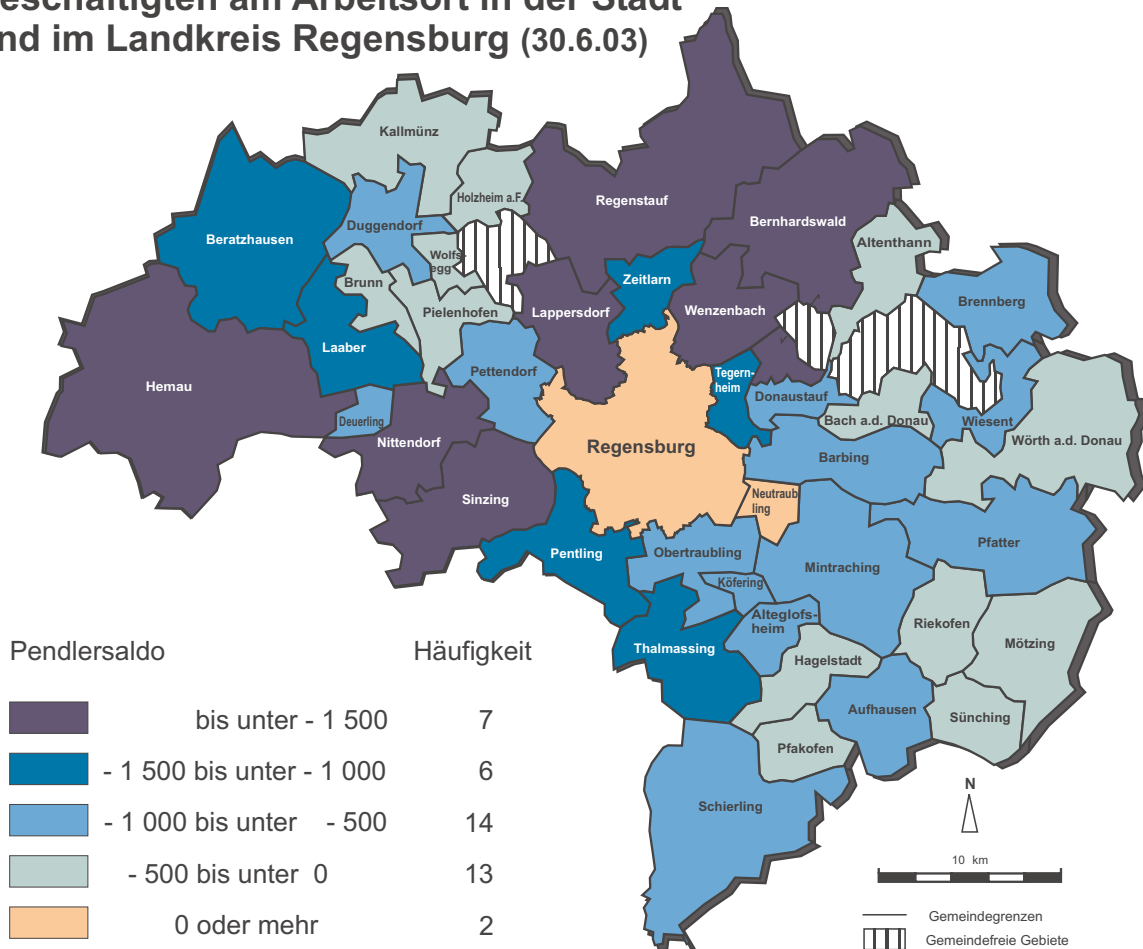 eschäftigten am Arbeitsort in der Stadt
nd im Landkreis Regensburg (30.6.03)
Kallmünz
Holzheim a.F.
Regenstauf
Beratzhausen
Duggendorf
Bernhardswald
Altenthann
Wolfs-
egg
Brunn
Zeitlarn
Brennberg
Pielenhofen
Lappersdorf
Wenzenbach
Laaber
Hemau
Pettendorf
Tegern-
heim
Donaustauf
Deuerling
Bach a.d. Donau
Wiesent
Nittendorf
Regensburg
Wörth a.d. Donau
Barbing
Sinzing
Neutraub
ling
Pentling
Obertraubling
Pfatter
Mintraching
Köfering
Alteglofs-
heim
Riekofen
Thalmassing
Mötzing
Hagelstadt
Aufhausen
Sünching
Pfakofen
Schierling
Pendlersaldo Häufigkeit
bis unter - 1 500 7
- 1 500 bis unter - 1 000 6
- 1 000 bis unter - 500 14
- 500 bis unter 0 13
0 oder mehr 2
N
10 km
Gemeindegrenzen
Gemeindefreie Gebiete